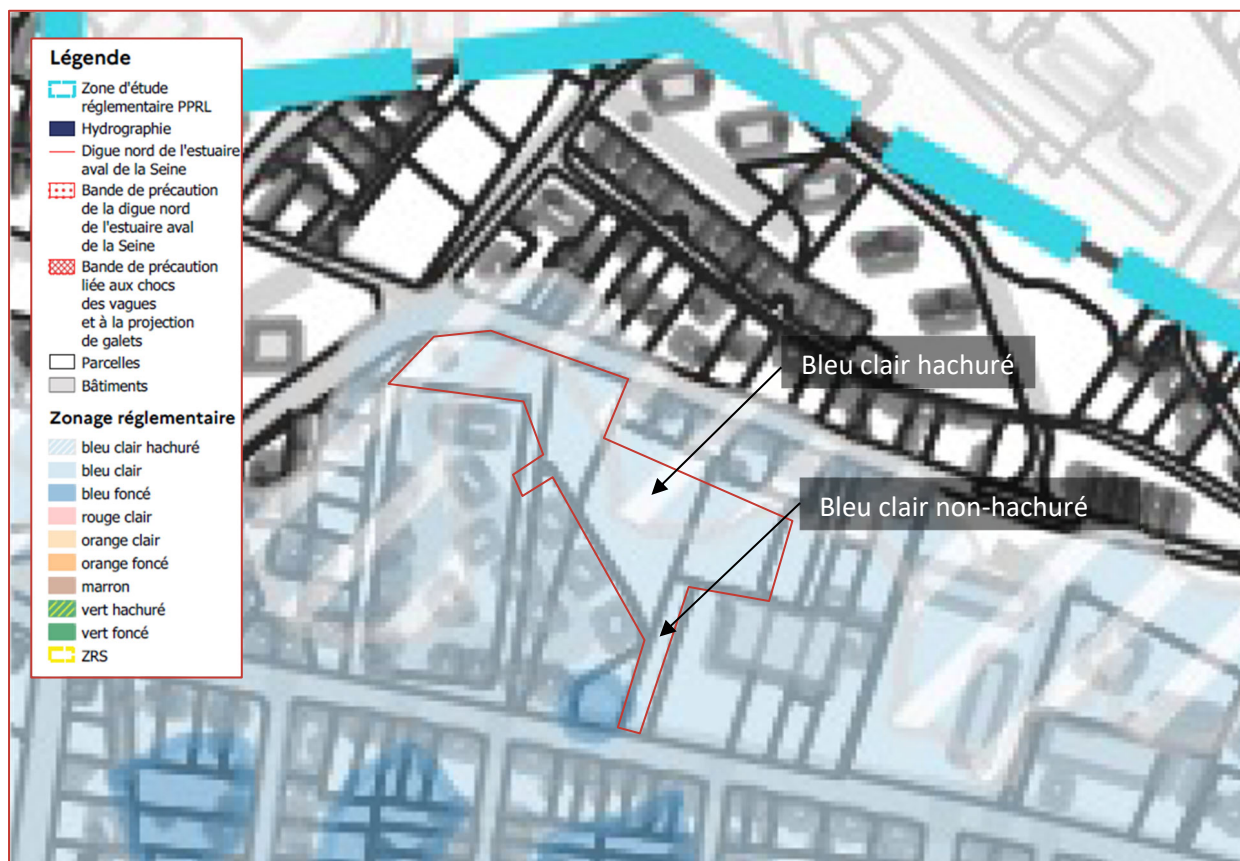 Légende
Zone d'étude
réglementaire PPRL
Hydrographie
Digue nord de l'estuaire
aval de la Seine
Bande de précaution
de la digue nord
de l'estuaire aval
de la Seine
Bande de précaution
liée aux chocs
des vagues
et à la projection
de galets
Parcelles
Bâtiments
Zonage réglementaire
bleu clair hachuré
bleu clair
bleu foncé
rouge clair
orange clair
orange foncé
marron
vert hachuré
vert foncé
ZRS
Bleu clair hachuré
Bleu clair non-hachuré